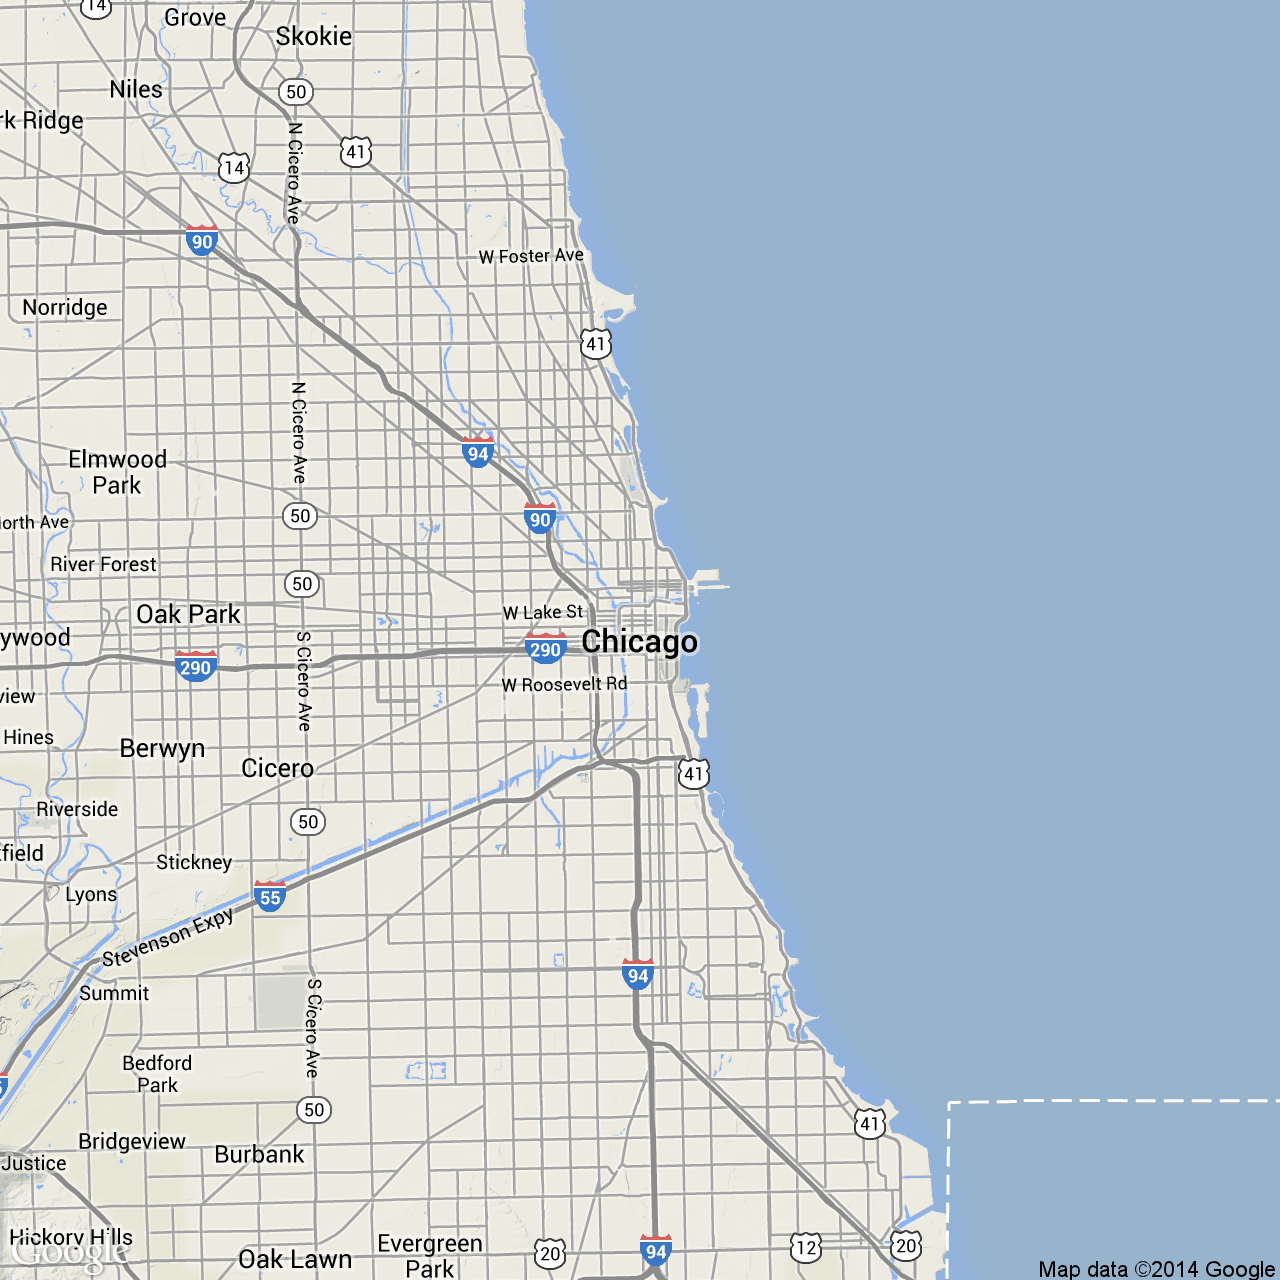 14
Grove
Skokie
Niles
50
rk Ridge
N Cicero Ave
41
14
90
W Foster Ave
Norridge
41
N Cicero Ave
94
Elmwood
Park
50
90
orth Ave
River Forest
50
Oak Park
W Lake St
ywood
S Cicero Ave
Chicago
290
290
W Roosevelt Rd
view
Hines
Berwyn
Cicero
41
Riverside
50
field
Stickney
Lyons
55
Stevenson Expy
94
Summit
S Cicero Ave
Bedford
Park
50
41
Bridgeview
Burbank
Justice
Hickory Hills
Google
Oak Lawn
Evergreen
Park
20
94
12
20
Map data ©2014 Google